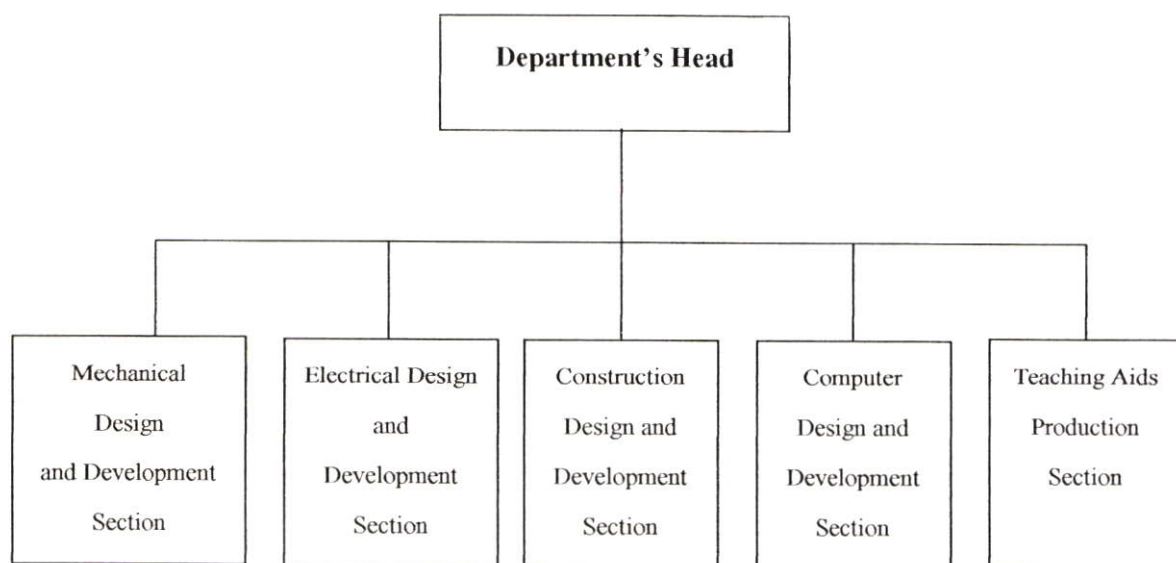 Department's Head
Mechanical
Design
and Development
Section
Electrical Design
and
Development
Section
Construction
Design and
Development
Section
Computer
Design and
Development
Section
Teaching Aids
Production
Section